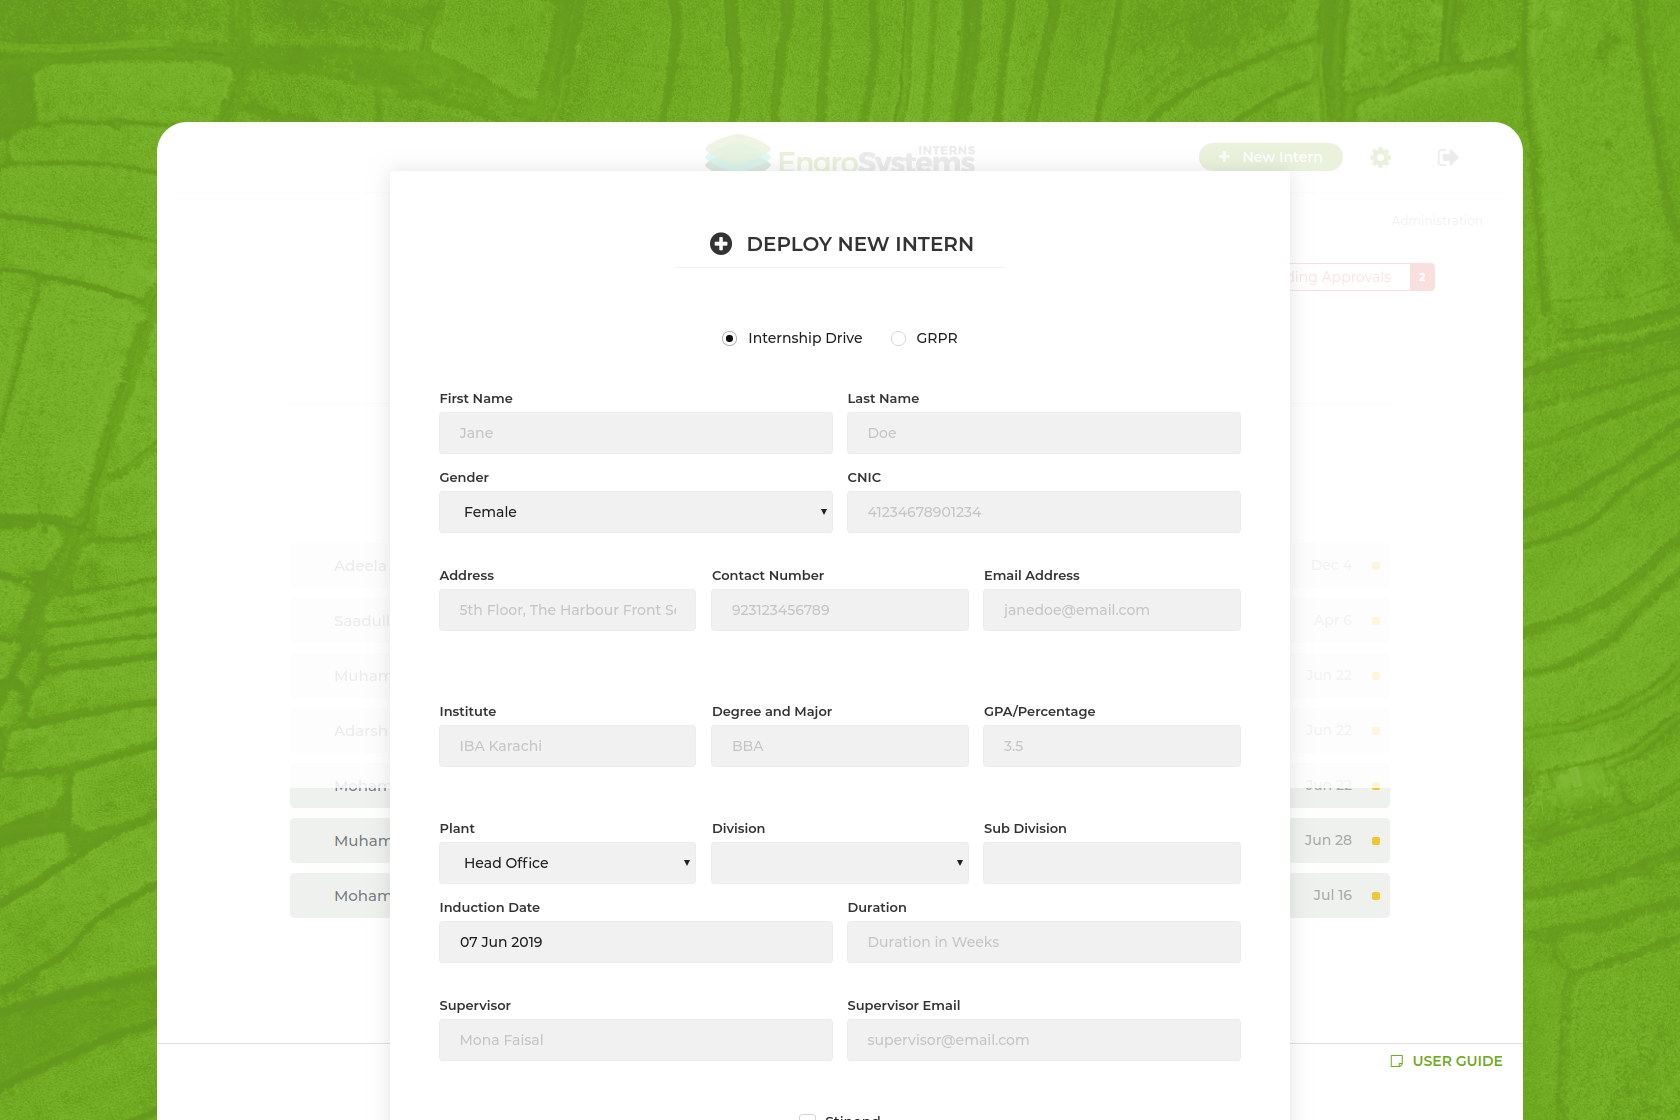 INTERNS
EngroSystems
New Intern
Administration
ding Approvals 2
DEPLOY NEW INTERN
Internship Drive GRPR
First Name Last Name
Jane Doe
Gender CNIC
Female 41234678901234
Adeela Dec 4
Address Contact Number Email Address
5th Floor, The Harbour Front Se 923123456789 janedoe@email.com
Saadull Apr 6
Muham Jun 22
Institute Degree and Major GPA/Percentage
Adarsh Jun 22
IBA Karachi BBA 3.5
Moham Jun 22
Plant Division Sub Division
Muham Jun 28
Head Office
Moham Jul 16
Induction Date Duration
07 Jun 2019 Duration in Weeks
Supervisor Supervisor Email
Mona Faisal supervisor@email.com
USER GUIDE
Stipend